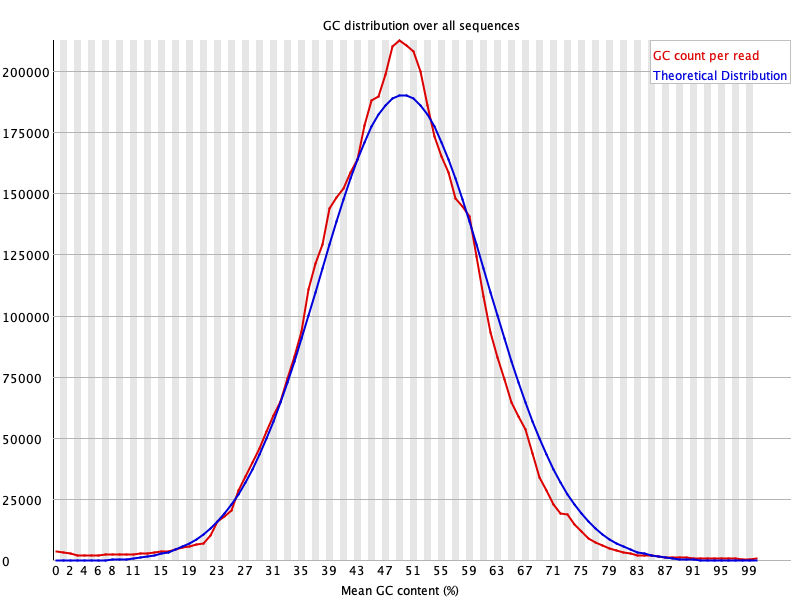 GC distribution over all sequences
GC count per read
Theoretical Distribution
200000
175000
150000
125000
100000
75000
50000
25000
0
0 2 4 6 8 11 15 19 23 27 31 35 39 43 47 51 55 59 63 67 71 75 79 83 87 91 95 99
Mean GC content (%)